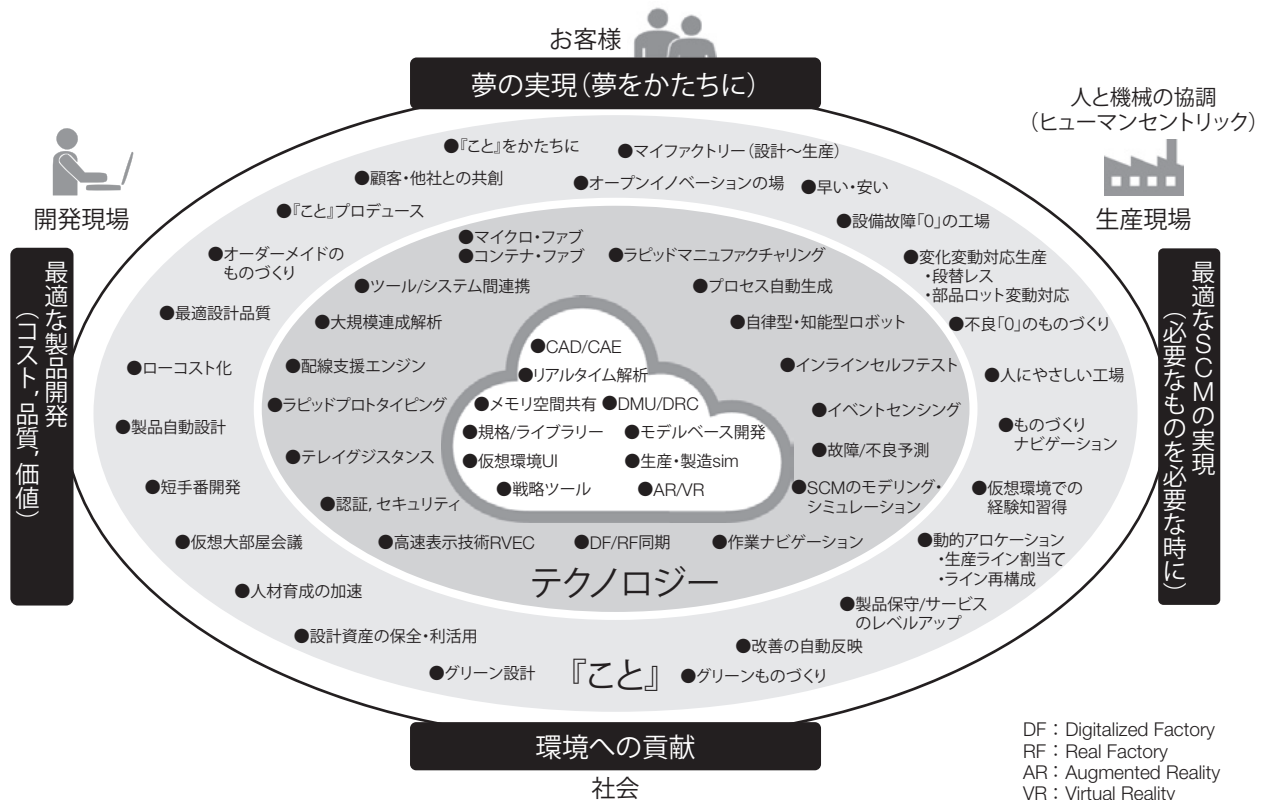 お客様
夢の実現(夢をかたちに)
人と機械の協調
(ヒューマンセントリック)
開発現場
生産現場
最適な製品開発
(コスト,品質,価値)
最適なSCMの実現
(必要なものを必要な時に)
●『こと』をかたちに
●マイファクトリー(設計～生産)
●顧客・他社との共創
●オープンイノベーションの場
●早い・安い
●『こと』プロデュース
●設備故障「0」の工場
●オーダーメイドの
ものづくり
●変化変動対応生産
・段替レス
・部品ロット変動対応
●最適設計品質
●不良「0」のものづくり
●ローコスト化
●人にやさしい工場
●製品自動設計
●ものづくり
ナビゲーション
●短手番開発
●仮想環境での
経験知習得
●仮想大部屋会議
●動的アロケーション
・生産ライン割当て
・ライン再構成
●人材育成の加速
●製品保守/サービス
のレベルアップ
●設計資産の保全・利活用
●改善の自動反映
●グリーン設計
『こと』
●グリーンものづくり
●マイクロ・ファブ
●コンテナ・ファブ
●ラピッドマニュファクチャリング
●ツール/システム間連携
●プロセス自動生成
●大規模連成解析
●自律型・知能型ロボット
●配線支援エンジン
●インラインセルフテスト
●ラピッドプロトタイピング
●イベントセンシング
●テレイグジスタンス
●故障/不良予測
●認証,セキュリティ
●SCMのモデリング・
シミュレーション
●高速表示技術RVEC
●DF/RF同期
●作業ナビゲーション
テクノロジー
●CAD/CAE
●リアルタイム解析
●メモリ空間共有 ●DMU/DRC
●規格/ライブラリー ●モデルベース開発
●仮想環境UI ●生産・製造sim
●戦略ツール ●AR/VR
環境への貢献
社会
DF：Digitalized Factory
RF：Real Factory
AR：Augmented Reality
VR：Virtual Reality